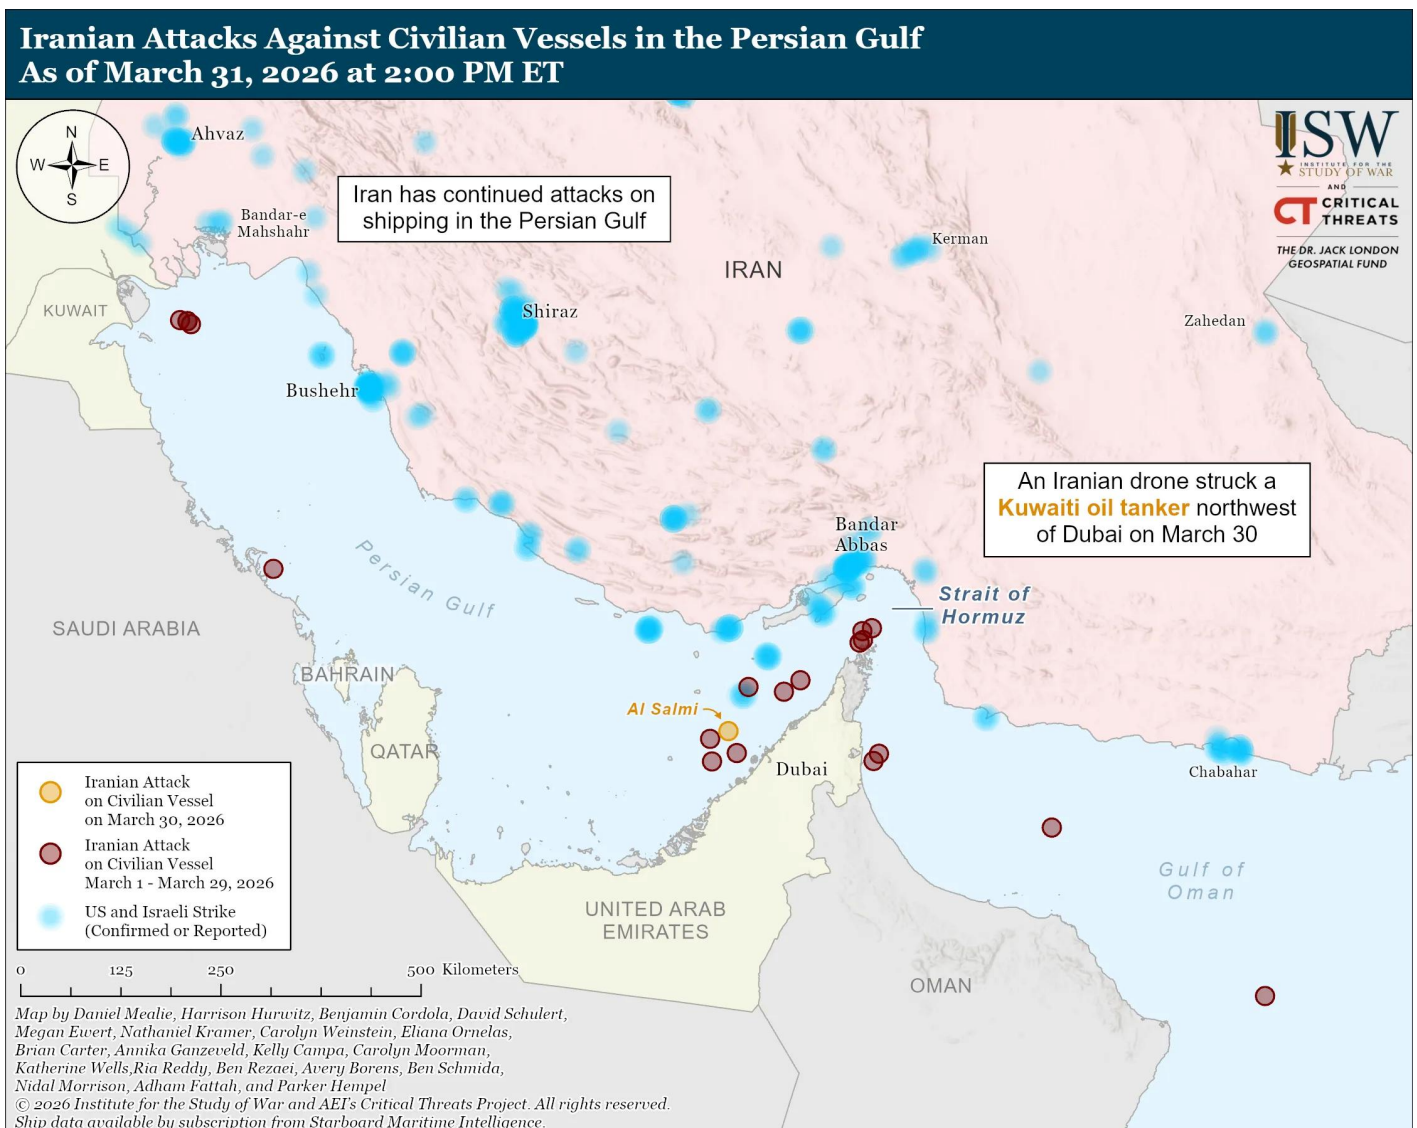 Iranian Attacks Against Civilian Vessels in the Persian Gulf
As of March 31, 2026 at 2:00 PM ET
N
W
E
S
Ahvaz
Bandar-e
Mahshahr
Iran has continued attacks on
shipping in the Persian Gulf
IRAN
Kerman
ISW
INSTITUTE FOR THE
STUDY OF WAR
AND
CT CRITICAL
THREATS
THE DR. JACK LONDON
GEOSPATIAL FUND
KUWAIT
Shiraz
Zahedan
Bushehr
An Iranian drone struck a
Kuwaiti oil tanker northwest
of Dubai on March 30
Bandar
Abbas
Persian Gulf
Strait of
Hormuz
SAUDI ARABIA
BAHRAIN
Al Salmi
QATAR
Dubai
Chabahar
Iranian Attack
on Civilian Vessel
on March 30, 2026
Iranian Attack
on Civilian Vessel
March 1 - March 29, 2026
US and Israeli Strike
(Confirmed or Reported)
Gulf of
Oman
UNITED ARAB
EMIRATES
OMAN
0 125 250 500 Kilometers
Map by Daniel Mealie, Harrison Hurwitz, Benjamin Cordola, David Schulert,
Megan Ewert, Nathaniel Kramer, Carolyn Weinstein, Eliana Ornelas,
Brian Carter, Annika Ganzeveld, Kelly Campa, Carolyn Moorman,
Katherine Wells,Ria Reddy, Ben Rezaei, Avery Borens, Ben Schmida,
Nidal Morrison, Adham Fattah, and Parker Hempel
© 2026 Institute for the Study of War and AEI's Critical Threats Project. All rights reserved.
Ship data available by subscription from Starboard Maritime Intelligence.